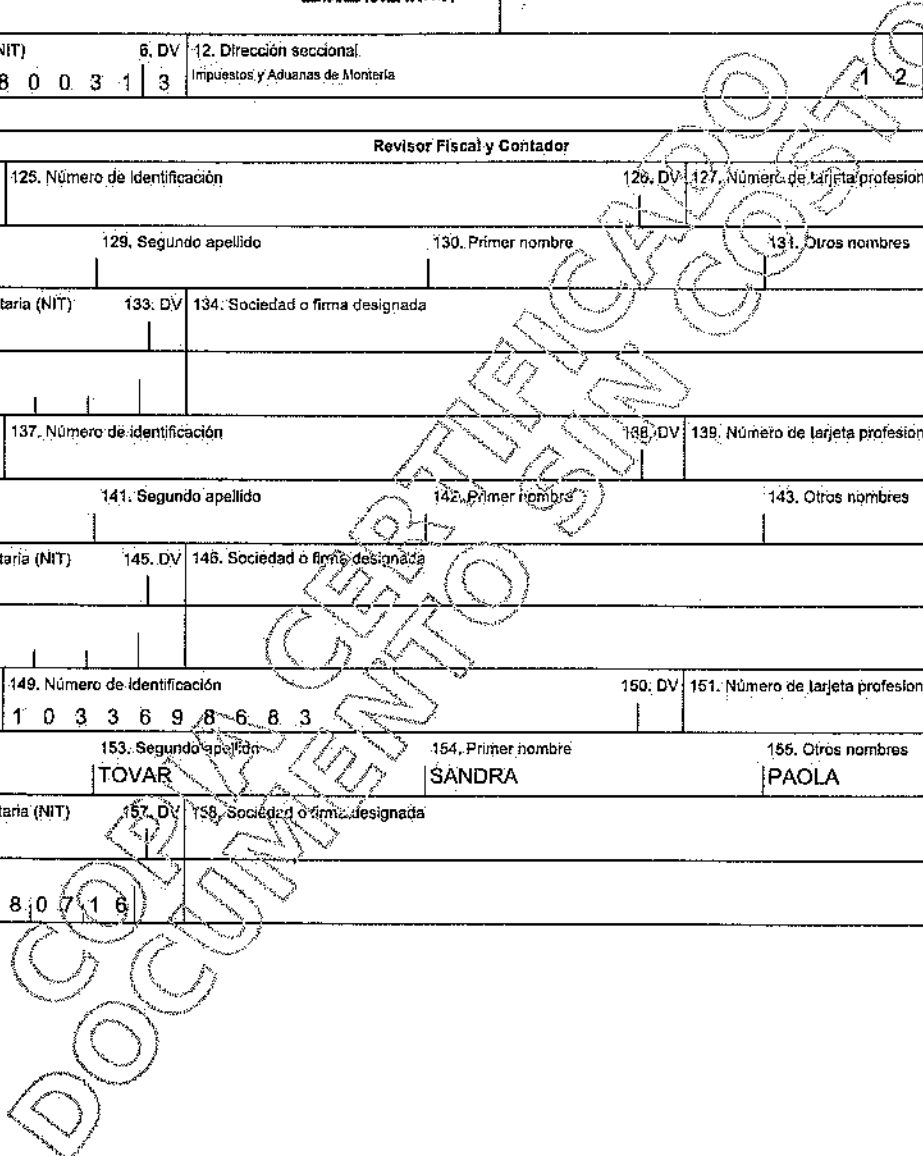 NIT) 6. DV 12. Dirección seccional
8 0 0 3 1 3 Impuestos y Aduanas de Montería 1 2
Revisor Fiscal y Contador
125. Número de Identificación 126. DV 127. Número de tarjeta profesion
129. Segundo apellido 130. Primer nombre 131. Otros nombres
taria (NIT) 133. DV 134. Sociedad o firma designada
137. Número de identificación 138. DV 139. Número de tarjeta profesion
141. Segundo apellido 142. Primer nombre 143. Otros nombres
taria (NIT) 145. DV 146. Sociedad o firma designada
149. Número de identificación 150. DV 151. Número de tarjeta profesion
1 0 3 3 6 9 8 6 8 3
153. Segundo apellido 154. Primer nombre 155. Otros nombres
TOVAR SANDRA PAOLA
taria (NIT) 157. DV 158. Sociedad o firma designada
8 0 7 1 6
COPIA CERTIFICADO
DOCUMENTO SIN COSTO